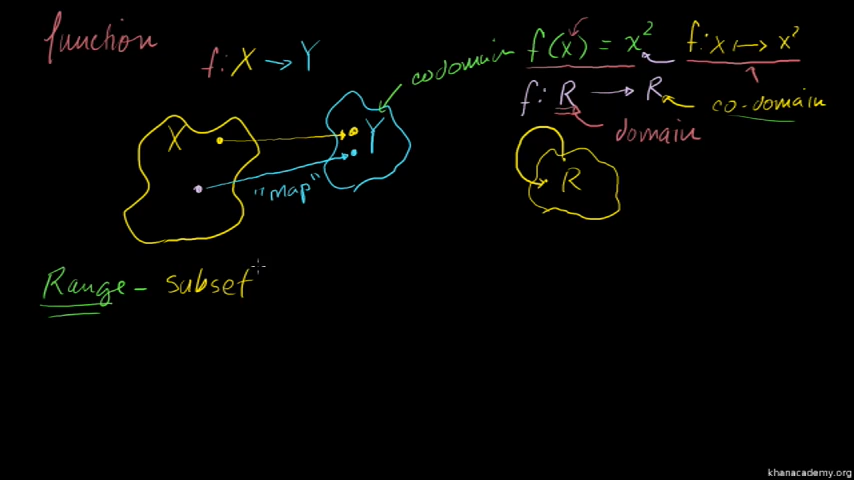 function
f: X → Y
codomain
f(x) = x²
f: x ↦ x²
f: R → R
co-domain
domain
X
Y
"map"
R
Range - subset
khanacademy.org